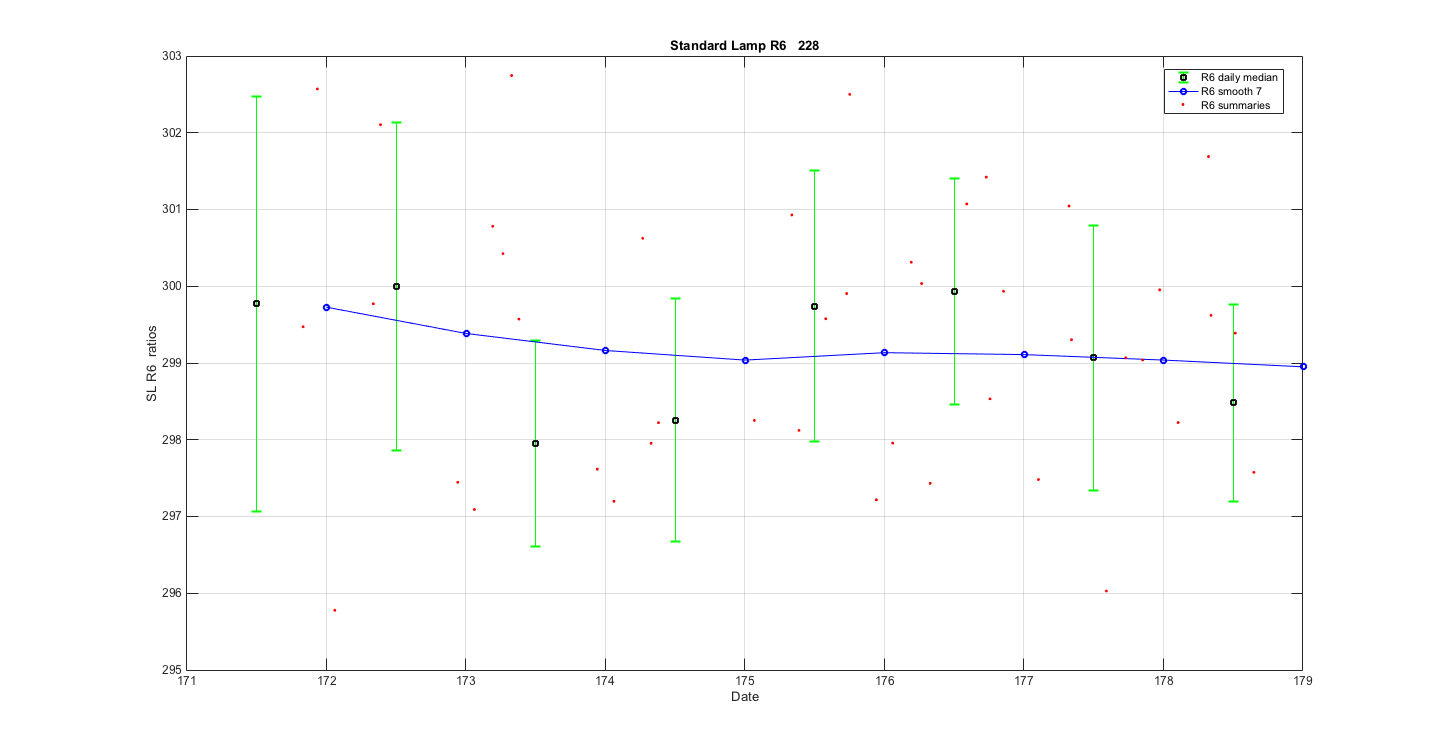 Standard Lamp R6 228
303
302
301
300
299
298
297
296
295
SL R6 ratios
R6 daily median
R6 smooth 7
R6 summaries
171 172 173 174 175 176 177 178 179
Date